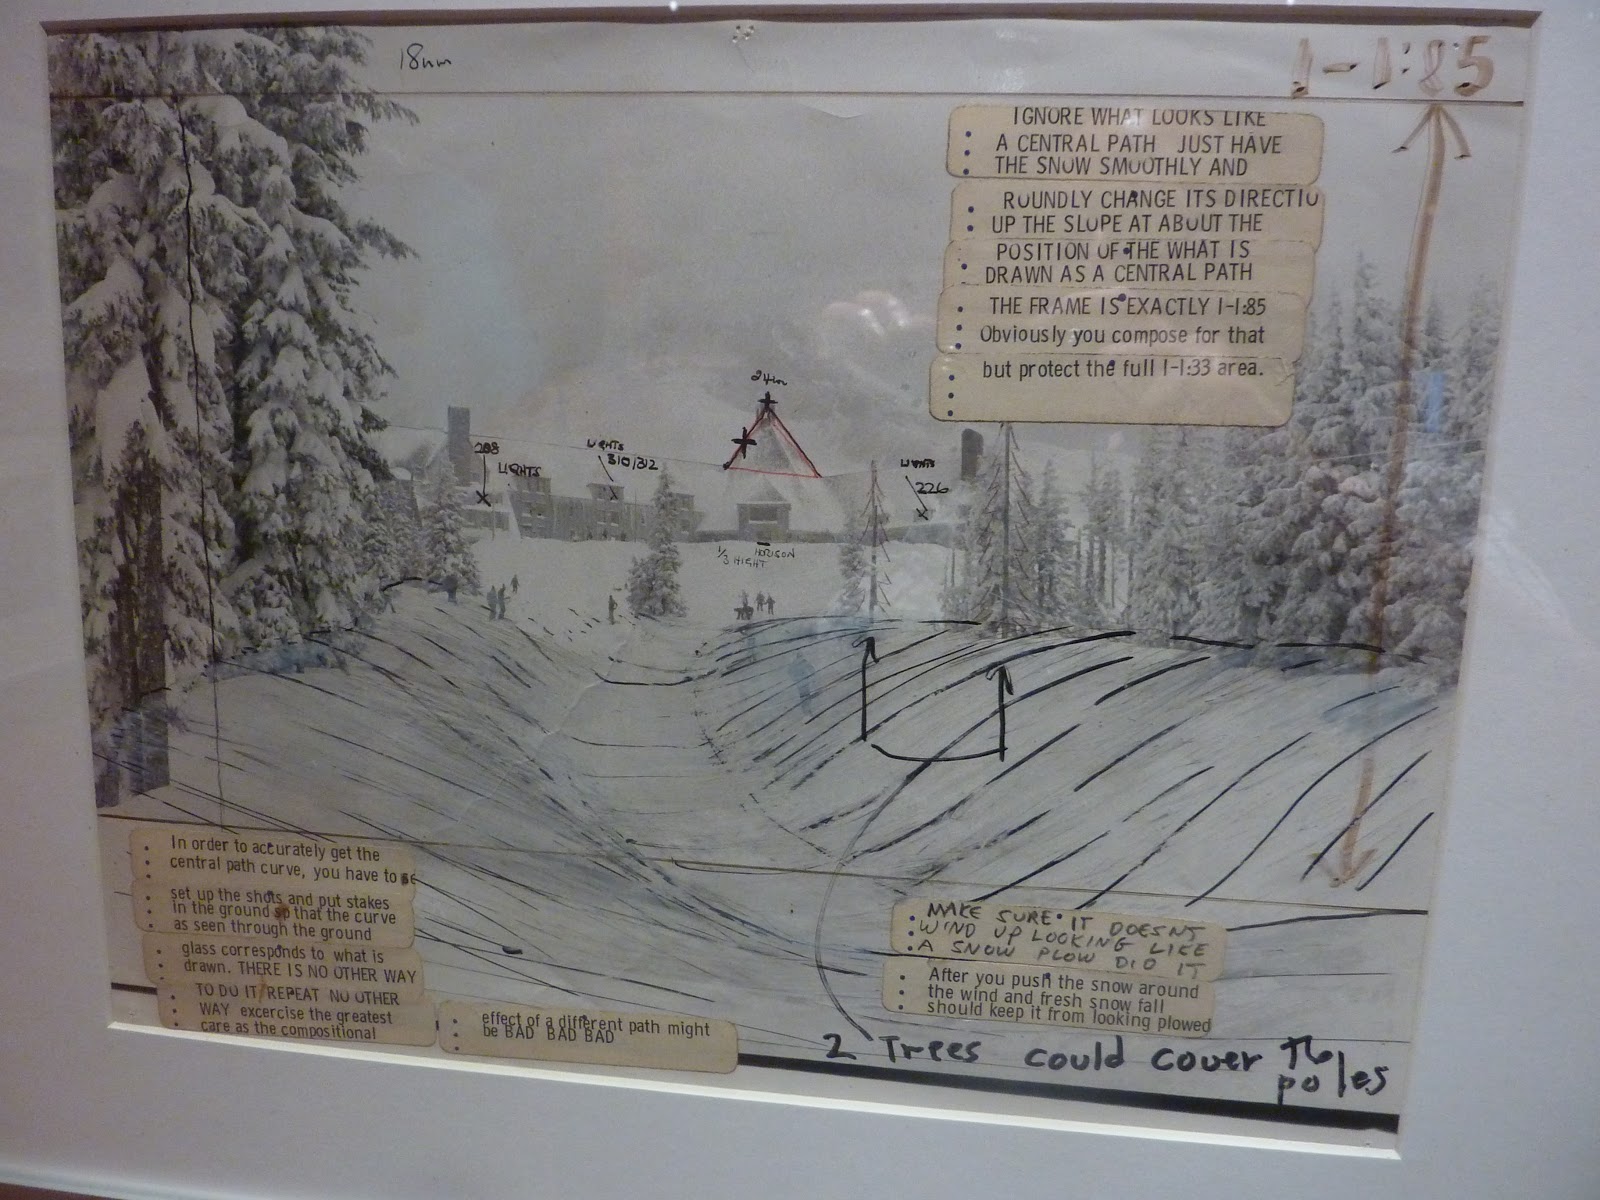 18mm
1-1:85
IGNORE WHAT LOOKS LIKE
A CENTRAL PATH JUST HAVE
THE SNOW SMOOTHLY AND
ROUNDLY CHANGE ITS DIRECTIO
UP THE SLOPE AT ABOUT THE
POSITION OF THE WHAT IS
DRAWN AS A CENTRAL PATH
THE FRAME IS EXACTLY 1-1:85
Obviously you compose for that
but protect the full 1-1:33 area.
24m
208
LIGHTS
LIGHTS
310/312
LIGHTS
226
1/3 HIGHT
HORISON
In order to accurately get the
central path curve, you have to se
set up the shots and put stakes
in the ground so that the curve
as seen through the ground
glass corresponds to what is
drawn. THERE IS NO OTHER WAY
TO DO IT REPEAT NO OTHER
WAY excercise the greatest
care as the compositional
effect of a different path might
be BAD BAD BAD
MAKE SURE IT DOESNT
WIND UP LOOKING LIKE
A SNOW PLOW DID IT
After you push the snow around
the wind and fresh snow fall
should keep it from looking plowed
2 Trees could cover
poles